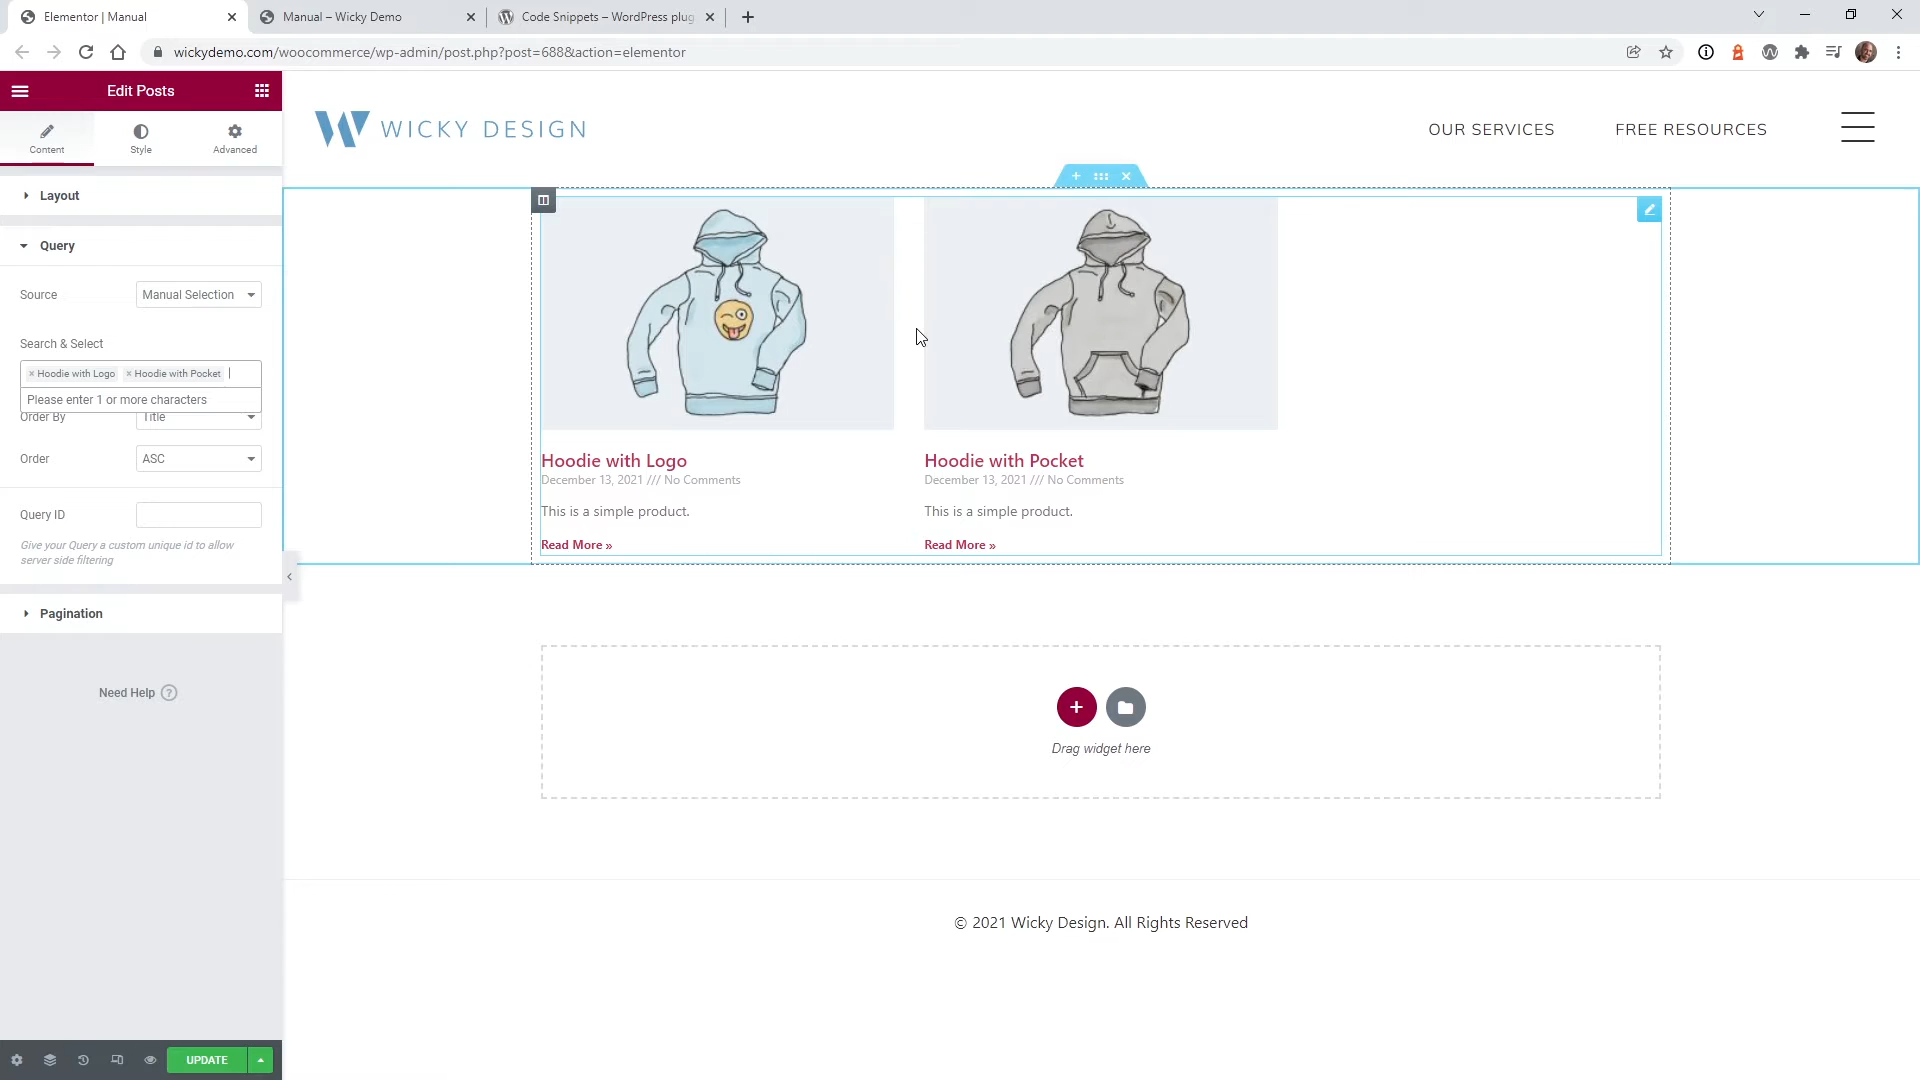 Elementor | Manual
Manual – Wicky Demo
Code Snippets – WordPress plug
wickydemo.com/woocommerce/wp-admin/post.php?post=688&action=elementor
Edit Posts
Content
Style
Advanced
Layout
Query
Source
Manual Selection
Search & Select
× Hoodie with Logo × Hoodie with Pocket
Please enter 1 or more characters
Order By
Title
Order
ASC
Query ID
Give your Query a custom unique id to allow
server side filtering
Pagination
Need Help ?
UPDATE
WICKY DESIGN
OUR SERVICES
FREE RESOURCES
Hoodie with Logo
December 13, 2021 /// No Comments
This is a simple product.
Read More »
Hoodie with Pocket
December 13, 2021 /// No Comments
This is a simple product.
Read More »
Drag widget here
© 2021 Wicky Design. All Rights Reserved